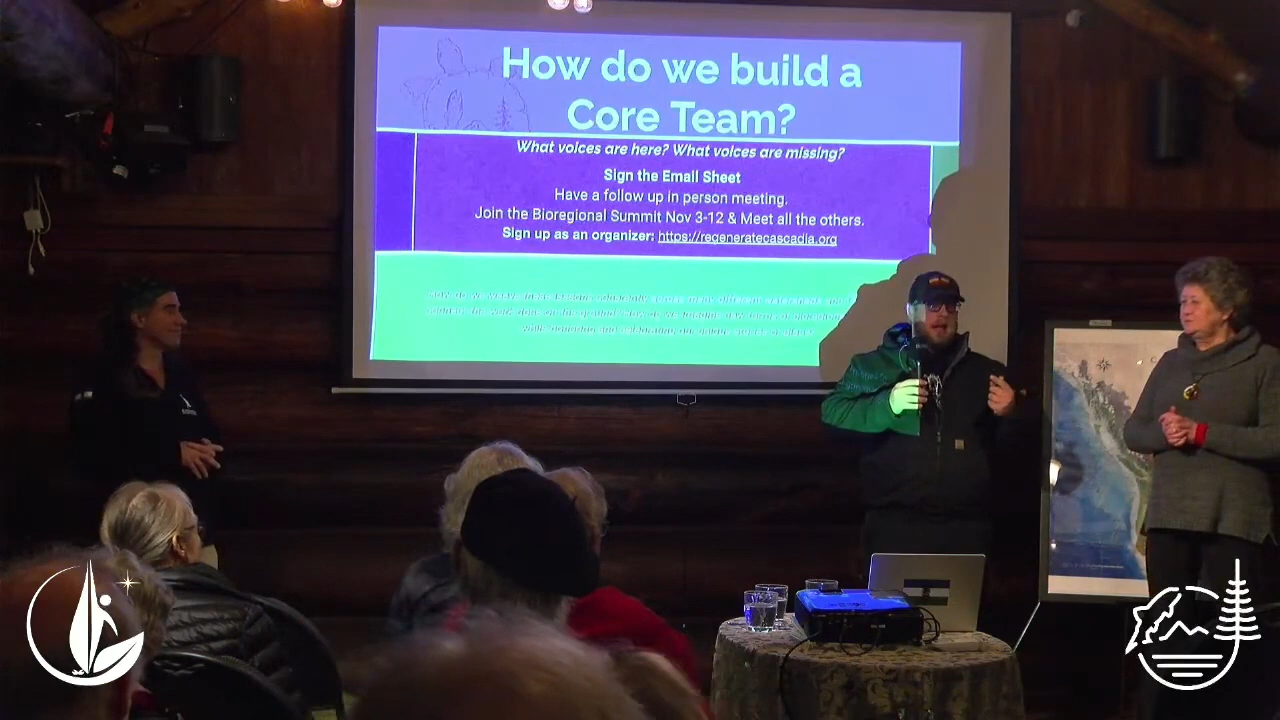 How do we build a
Core Team?
What voices are here? What voices are missing?
Sign the Email Sheet
Have a follow up in person meeting.
Join the Bioregional Summit Nov 3-12 & Meet all the others.
Sign up as an organizer: https://regeneratecascadia.org